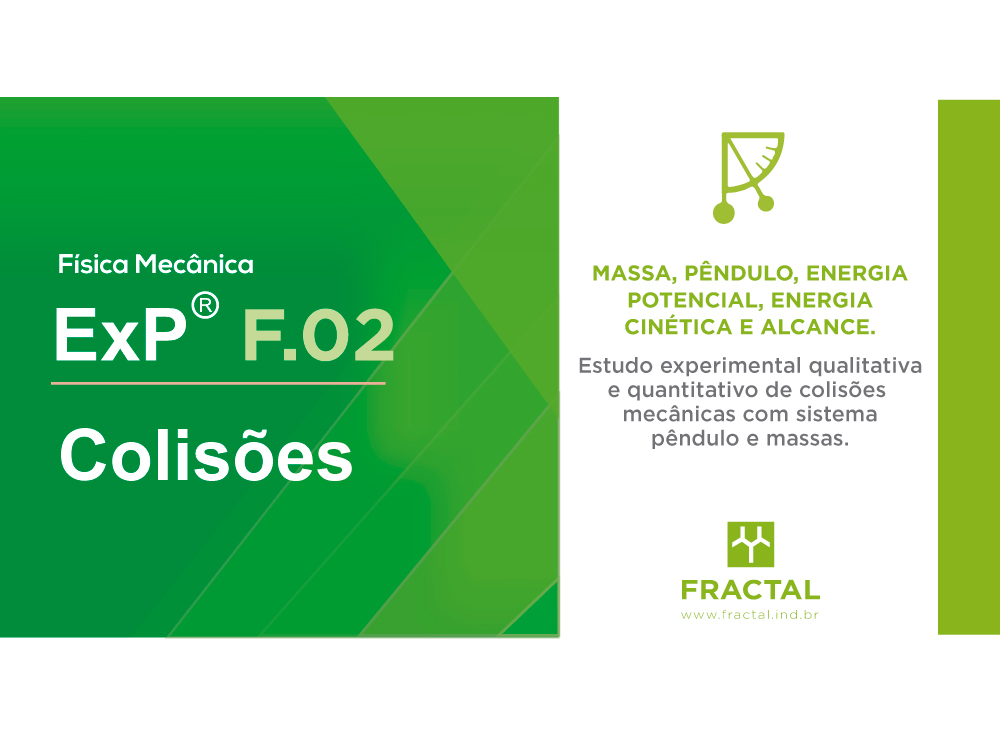 Física Mecânica
ExP® F.02
Colisões
MASSA, PÊNDULO, ENERGIA
POTENCIAL, ENERGIA
CINÉTICA E ALCANCE.
Estudo experimental qualitativa
e quantitativo de colisões
mecânicas com sistema
pêndulo e massas.
FRACTAL
www.fractal.ind.br